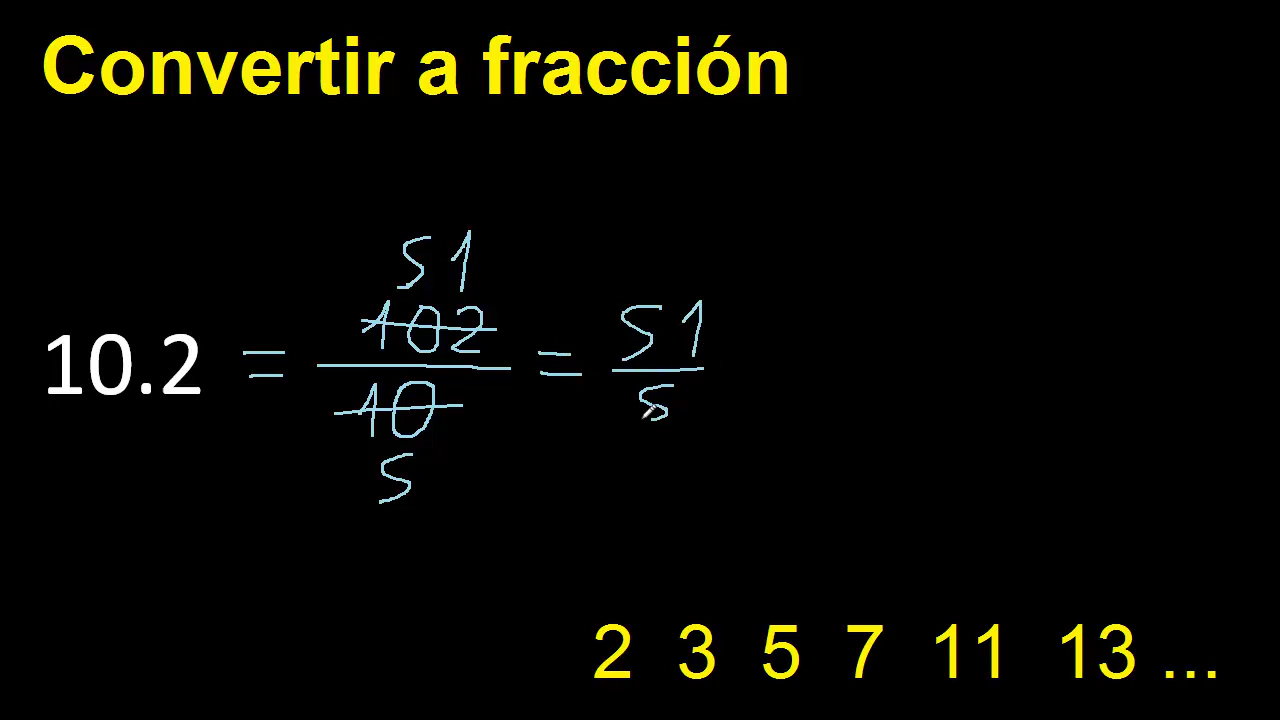 Convertir a fracción
51
10.2 = 102/10 = 51/5
5
2 3 5 7 11 13 ...